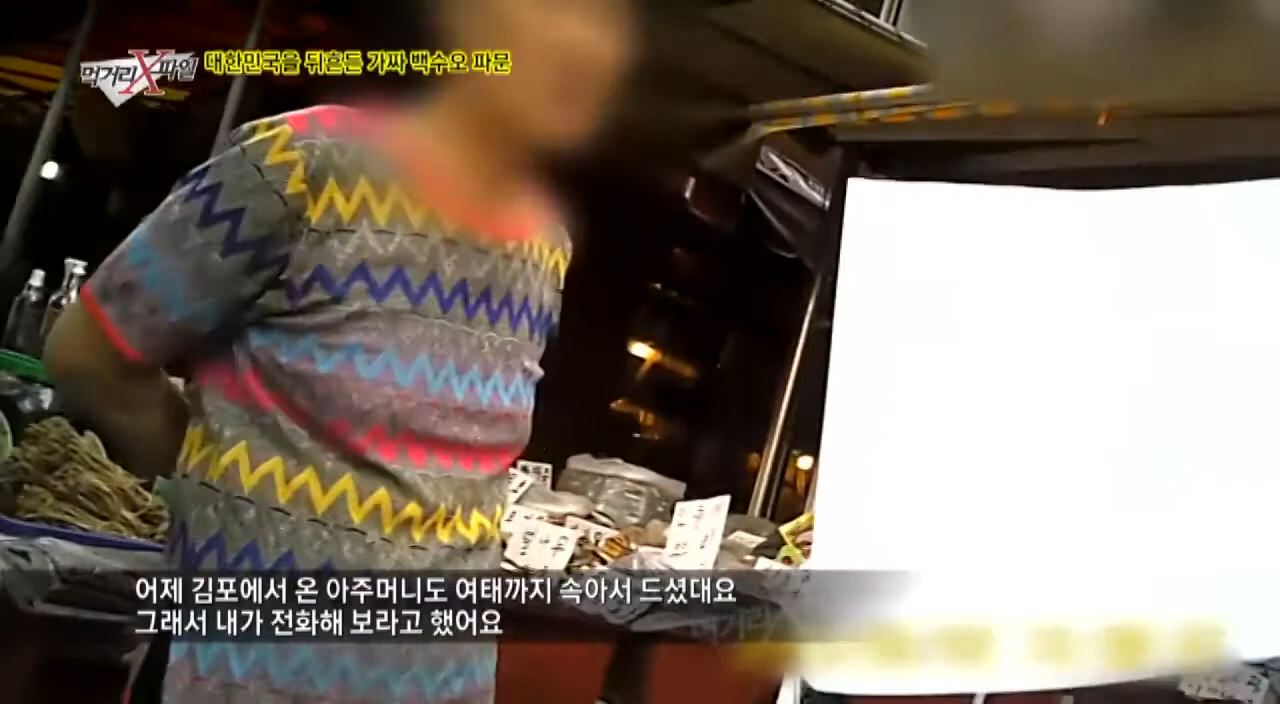 먹거리X파일
대한민국을 뒤흔든 가짜 백수오 파문
어제 김포에서 온 아주머니도 여태까지 속아서 드셨대요
그래서 내가 전화해 보라고 했어요